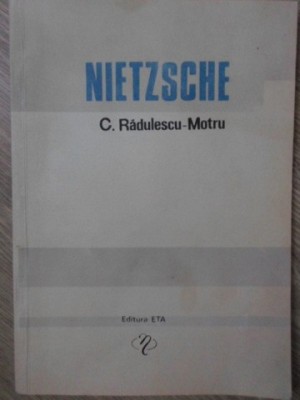 NIETZSCHE
C. Rădulescu-Motru
Editura ETA
η